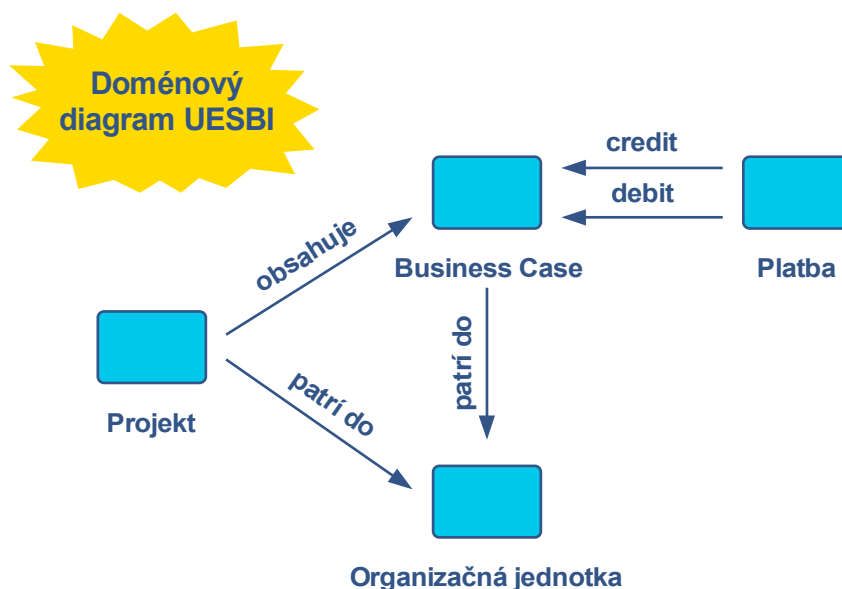 Doménový
diagram UESBI
credit
debit
obsahuje
Business Case
Platba
patrí do
Projekt
patrí do
Organizačná jednotka